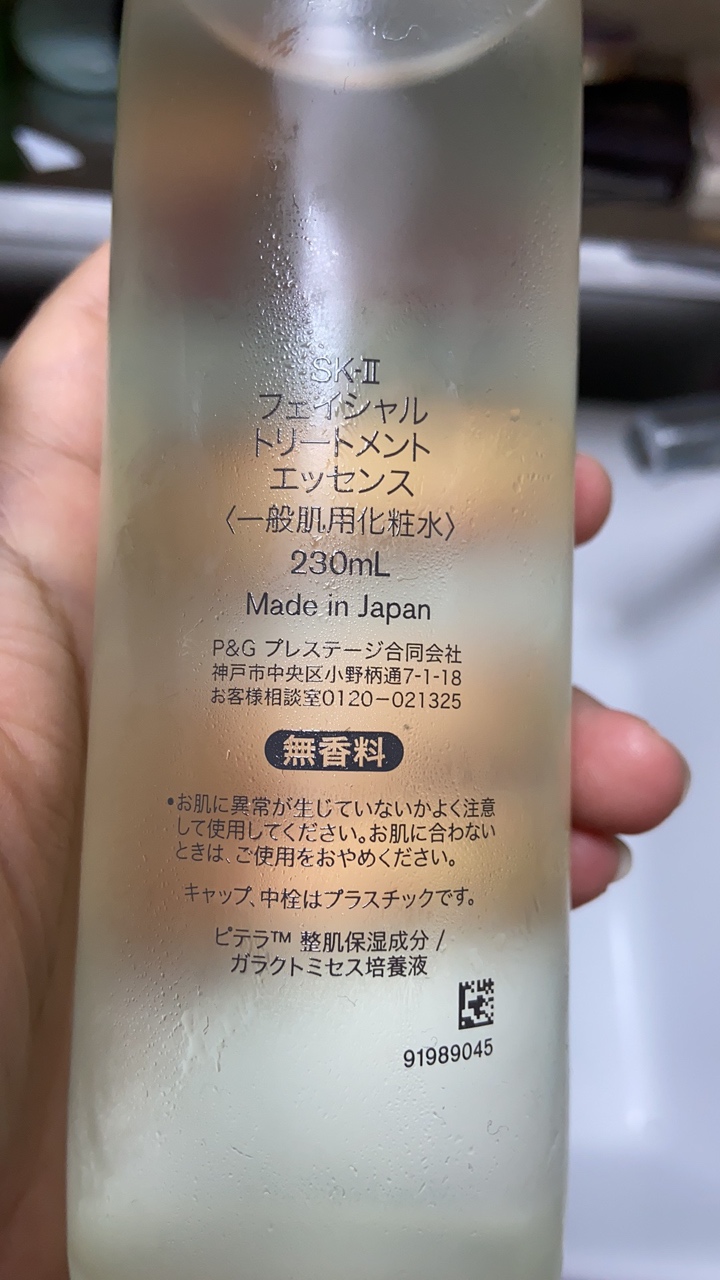 SK-II
フェイシャル
トリートメント
エッセンス
〈一般肌用化粧水〉
230mL
Made in Japan
P&G プレステージ合同会社
神戸市中央区小野柄通7-1-18
お客様相談室0120-021325
無香料
•お肌に異常が生じていないかよく注意
して使用してください。お肌に合わない
ときは、ご使用をおやめください。
キャップ、中栓はプラスチックです。
ピテラ™ 整肌保湿成分 /
ガラクトミセス培養液
91989045